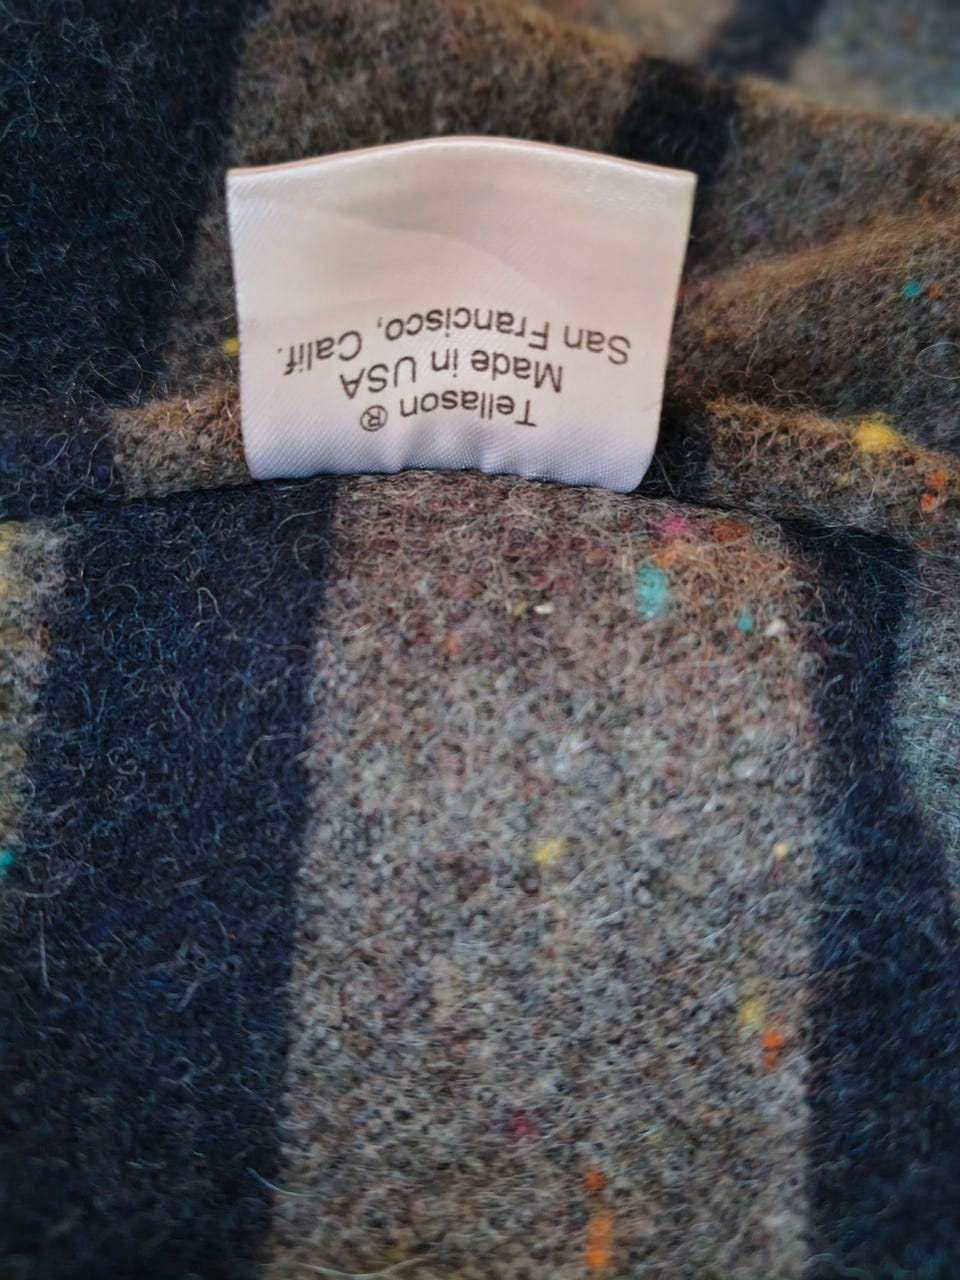 Tellason ®
Made in USA
San Francisco, Calif.